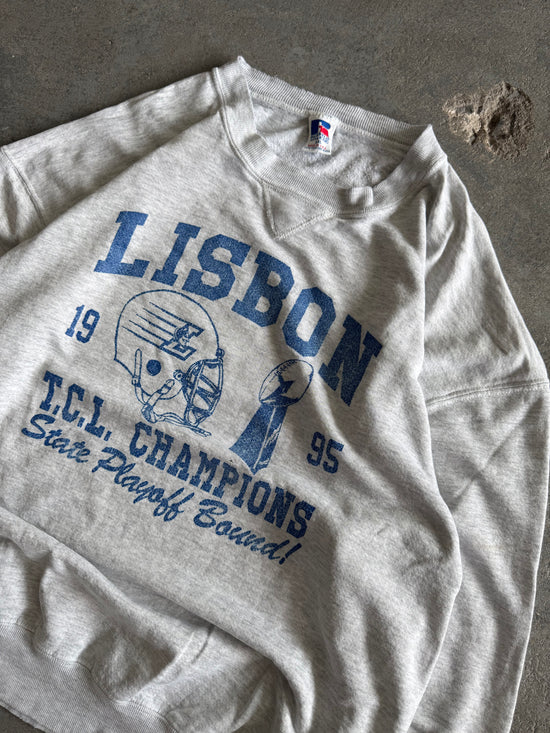 LISBON
19
L
95
T.C.L. CHAMPIONS
State Playoff Bound!